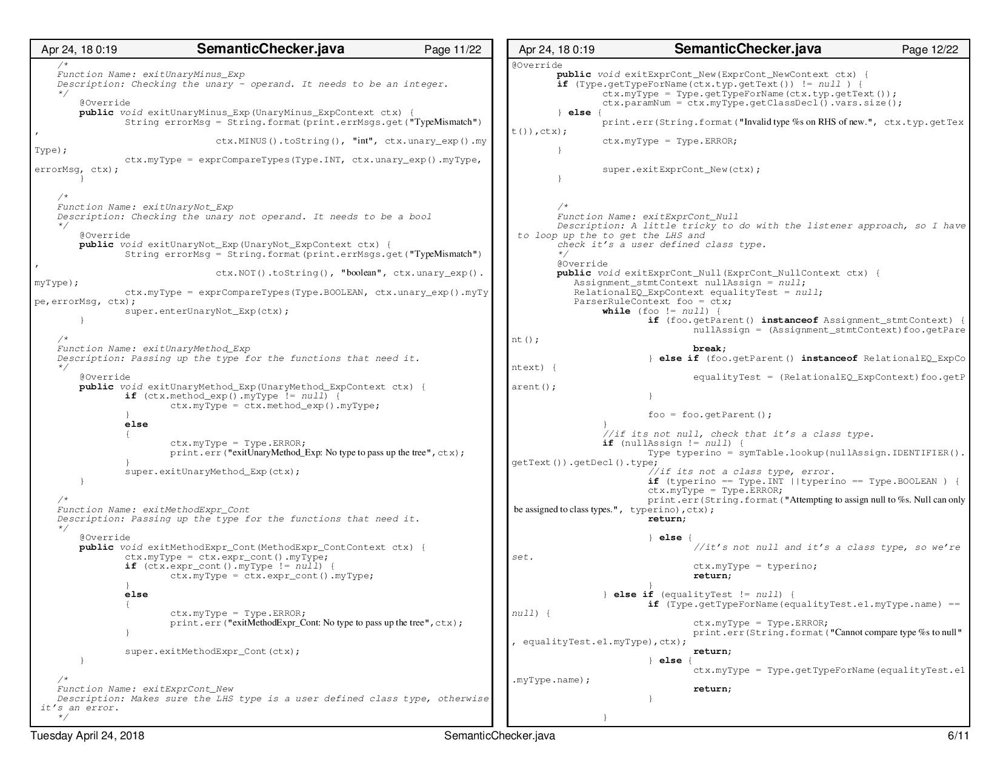 Apr 24, 18 0:19 SemanticChecker.java Page 11/22
/*
Function Name: exitUnaryMinus_Exp
Description: Checking the unary - operand. It needs to be an integer.
*/
@Override
public void exitUnaryMinus_Exp(UnaryMinus_ExpContext ctx) {
String errorMsg = String.format(print.errMsgs.get("TypeMismatch")
,
ctx.MINUS().toString(), "int", ctx.unary_exp().my
Type);
ctx.myType = exprCompareTypes(Type.INT, ctx.unary_exp().myType,
errorMsg, ctx);
}
/*
Function Name: exitUnaryNot_Exp
Description: Checking the unary not operand. It needs to be a bool
*/
@Override
public void exitUnaryNot_Exp(UnaryNot_ExpContext ctx) {
String errorMsg = String.format(print.errMsgs.get("TypeMismatch")
,
ctx.NOT().toString(), "boolean", ctx.unary_exp().
myType);
ctx.myType = exprCompareTypes(Type.BOOLEAN, ctx.unary_exp().myTy
pe,errorMsg, ctx);
super.enterUnaryNot_Exp(ctx);
}
/*
Function Name: exitUnaryMethod_Exp
Description: Passing up the type for the functions that need it.
*/
@Override
public void exitUnaryMethod_Exp(UnaryMethod_ExpContext ctx) {
if (ctx.method_exp().myType != null) {
ctx.myType = ctx.method_exp().myType;
}
else
{
ctx.myType = Type.ERROR;
print.err("exitUnaryMethod_Exp: No type to pass up the tree",ctx);
}
super.exitUnaryMethod_Exp(ctx);
}
/*
Function Name: exitMethodExpr_Cont
Description: Passing up the type for the functions that need it.
*/
@Override
public void exitMethodExpr_Cont(MethodExpr_ContContext ctx) {
ctx.myType = ctx.expr_cont().myType;
if (ctx.expr_cont().myType != null) {
ctx.myType = ctx.expr_cont().myType;
}
else
{
ctx.myType = Type.ERROR;
print.err("exitMethodExpr_Cont: No type to pass up the tree",ctx);
}
super.exitMethodExpr_Cont(ctx);
}
/*
Function Name: exitExprCont_New
Description: Makes sure the LHS type is a user defined class type, otherwise
it's an error.
*/
Apr 24, 18 0:19 SemanticChecker.java Page 12/22
@Override
public void exitExprCont_New(ExprCont_NewContext ctx) {
if (Type.getTypeForName(ctx.typ.getText()) != null ) {
ctx.myType = Type.getTypeForName(ctx.typ.getText());
ctx.paramNum = ctx.myType.getClassDecl().vars.size();
} else {
print.err(String.format("Invalid type %s on RHS of new.", ctx.typ.getTex
t()),ctx);
ctx.myType = Type.ERROR;
}
super.exitExprCont_New(ctx);
}
/*
Function Name: exitExprCont_Null
Description: A little tricky to do with the listener approach, so I have
to loop up the to get the LHS and
check it's a user defined class type.
*/
@Override
public void exitExprCont_Null(ExprCont_NullContext ctx) {
Assignment_stmtContext nullAssign = null;
RelationalEQ_ExpContext equalityTest = null;
ParserRuleContext foo = ctx;
while (foo != null) {
if (foo.getParent() instanceof Assignment_stmtContext) {
nullAssign = (Assignment_stmtContext)foo.getPare
nt();
break;
} else if (foo.getParent() instanceof RelationalEQ_ExpCo
ntext) {
equalityTest = (RelationalEQ_ExpContext)foo.getP
arent();
}
foo = foo.getParent();
}
//if its not null, check that it's a class type.
if (nullAssign != null) {
Type typerino = symTable.lookup(nullAssign.IDENTIFIER().
getText()).getDecl().type;
//if its not a class type, error.
if (typerino == Type.INT ||typerino == Type.BOOLEAN ) {
ctx.myType = Type.ERROR;
print.err(String.format("Attempting to assign null to %s. Null can only
be assigned to class types.", typerino),ctx);
return;
} else {
//it's not null and it's a class type, so we're
set.
ctx.myType = typerino;
return;
}
} else if (equalityTest != null) {
if (Type.getTypeForName(equalityTest.e1.myType.name) ==
null) {
ctx.myType = Type.ERROR;
print.err(String.format("Cannot compare type %s to null"
, equalityTest.e1.myType),ctx);
return;
} else {
ctx.myType = Type.getTypeForName(equalityTest.e1
.myType.name);
return;
}
}
Tuesday April 24, 2018 SemanticChecker.java 6/11